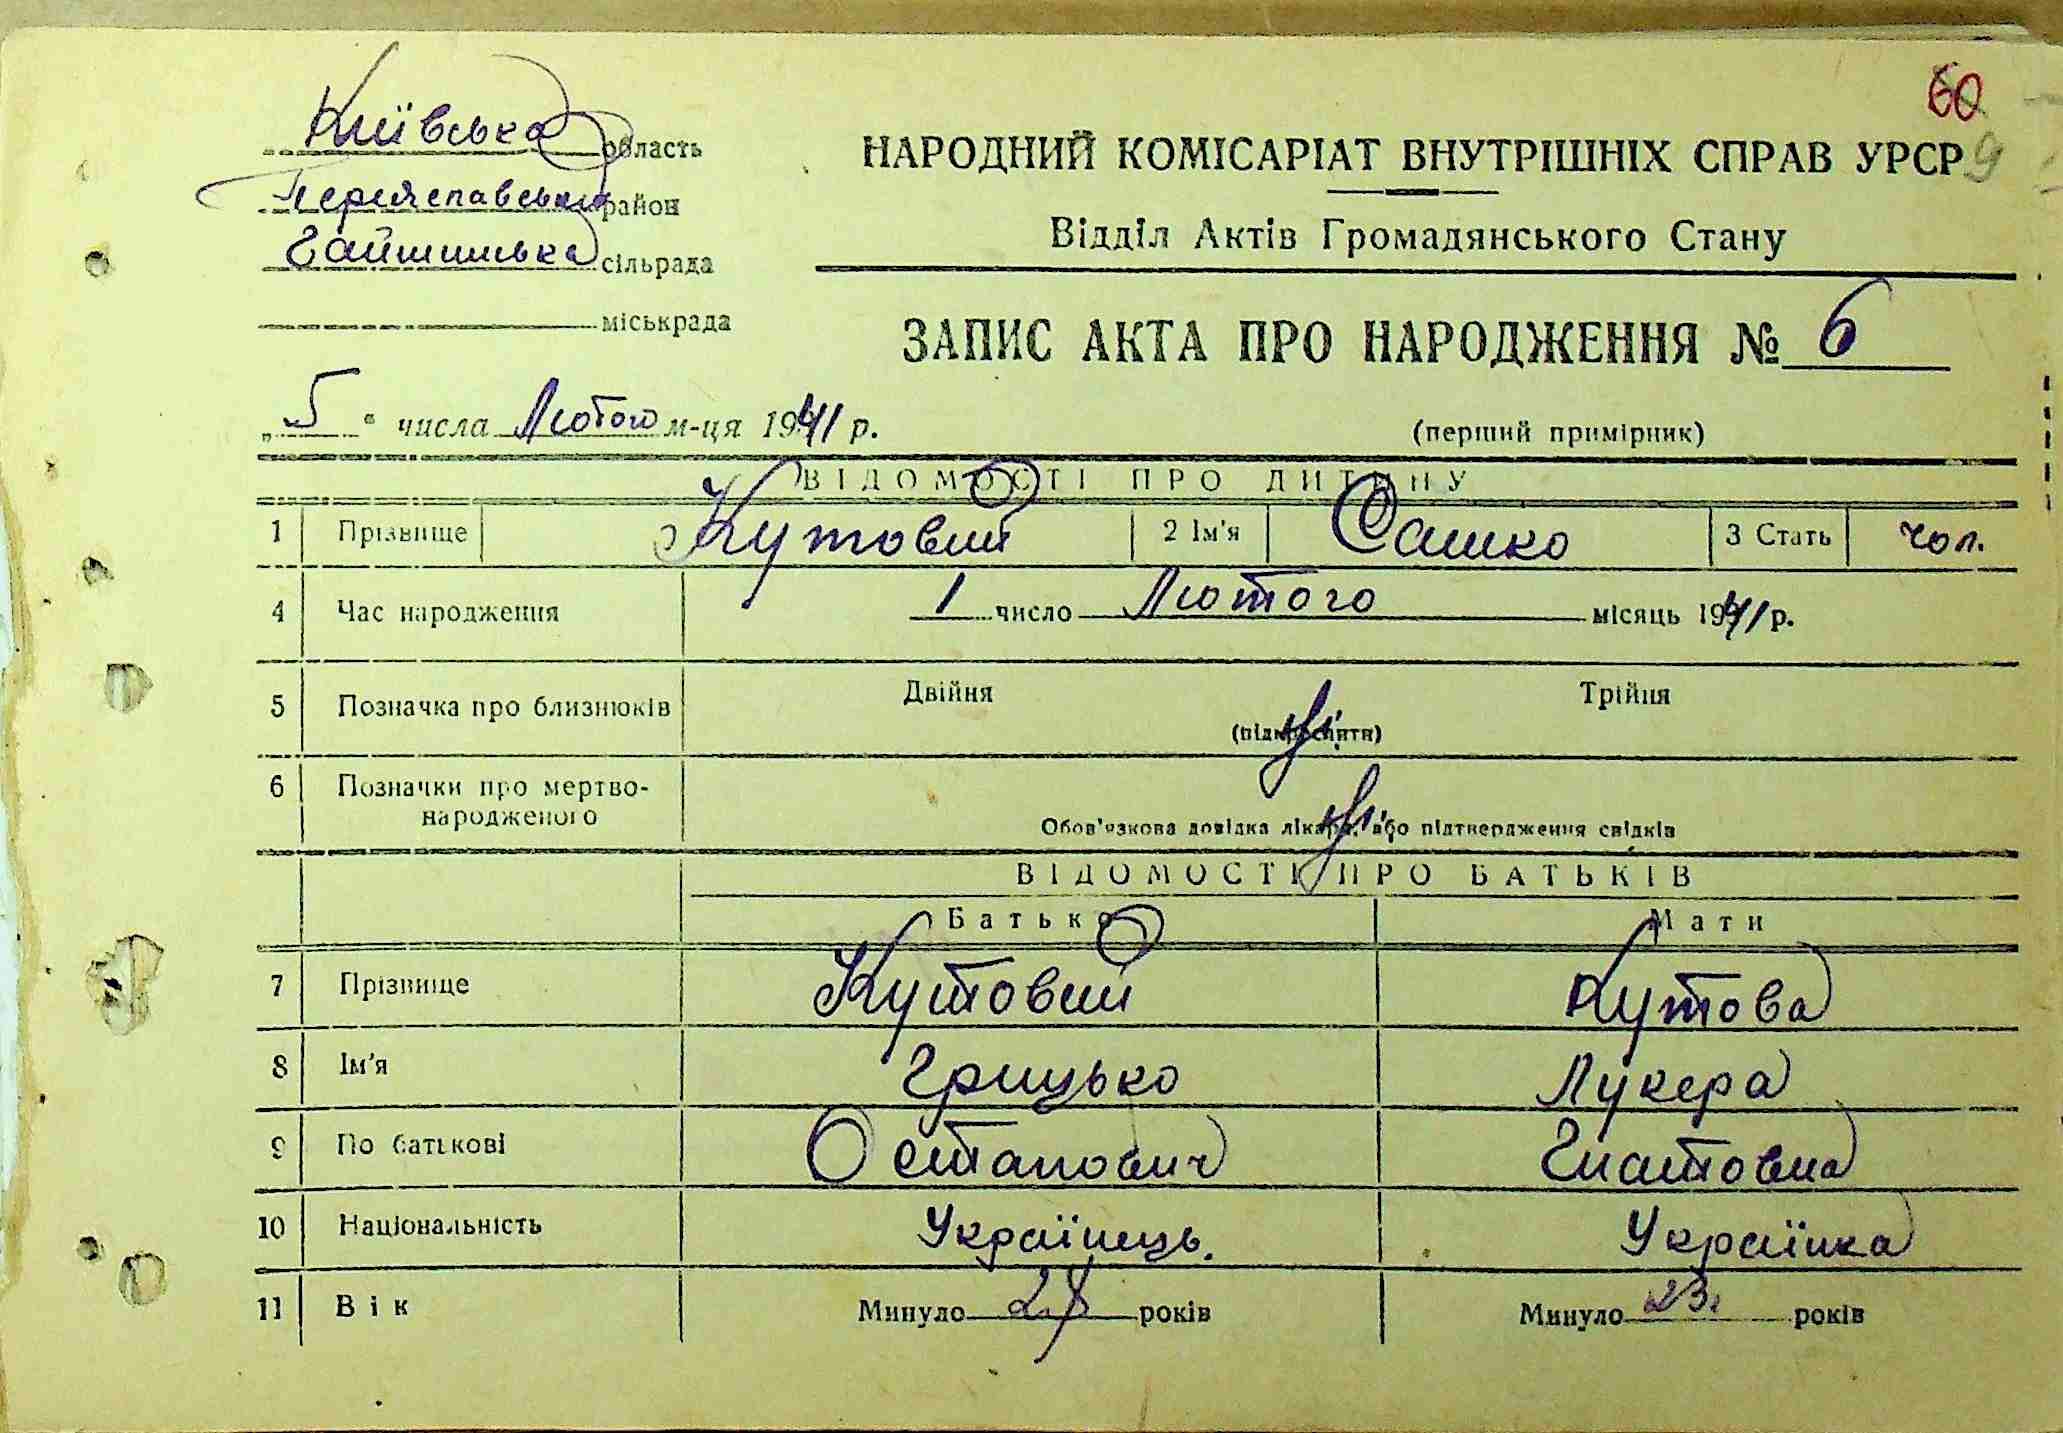 60
9
Київська область
Переяславський район
Гайшинська сільрада
міськрада
НАРОДНИЙ КОМІСАРІАТ ВНУТРІШНІХ СПРАВ УРСР
Відділ Актів Громадянського Стану
ЗАПИС АКТА ПРО НАРОДЖЕННЯ № 6
„5“ числа Лютого м-ця 1941 р.
(перший примірник)
ВІДОМОСТІ ПРО ДИТИНУ
1 Прізвище Кутовий 2 Ім'я Сашко 3 Стать чол.
4 Час народження 1 число Лютого місяць 1941 р.
5 Позначка про близнюків Двійня Трійня
(підкреслити)
6 Позначки про мертво-
народженого
Обов'язкова довідка лікаря, або підтвердження свідків
ВІДОМОСТІ ПРО БАТЬКІВ
Батько Мати
7 Прізвище Кутовий Кутова
8 Ім'я Грицько Лукера
9 По батькові Остапович Гнатовна
10 Національність Українець. Українка
11 Вік Минуло 28 років Минуло 23 років